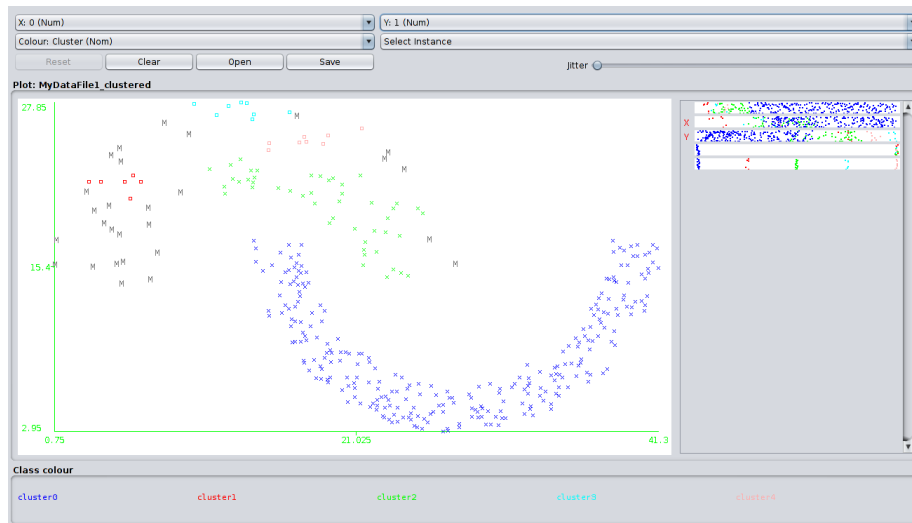 X: 0 (Num) Y: 1 (Num)
Colour: Cluster (Nom) Select Instance
Reset Clear Open Save Jitter
Plot: MyDataFile1_clustered
27.95
X
Y
15.4
2.95
0.75 21.025 41.3
Class colour
cluster0 cluster1 cluster2 cluster3 cluster4